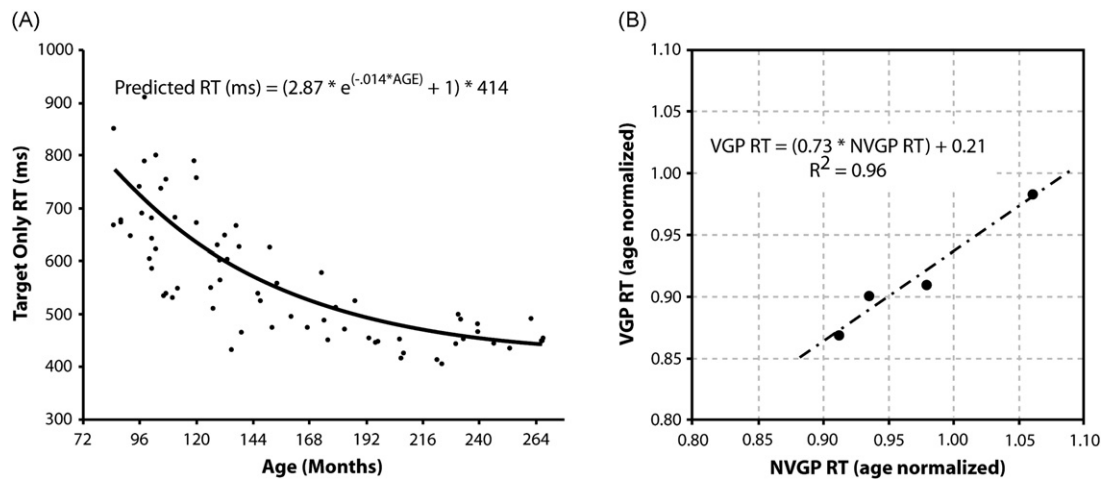 (A)
1000
900
800
700
600
500
400
300
Target Only RT (ms)
Predicted RT (ms) = (2.87 * e^(-.014*AGE) + 1) * 414
72 96 120 144 168 192 216 240 264
Age (Months)
(B)
1.10
1.05
1.00
0.95
0.90
0.85
0.80
VGP RT (age normalized)
VGP RT = (0.73 * NVGP RT) + 0.21
R² = 0.96
0.80 0.85 0.90 0.95 1.00 1.05 1.10
NVGP RT (age normalized)